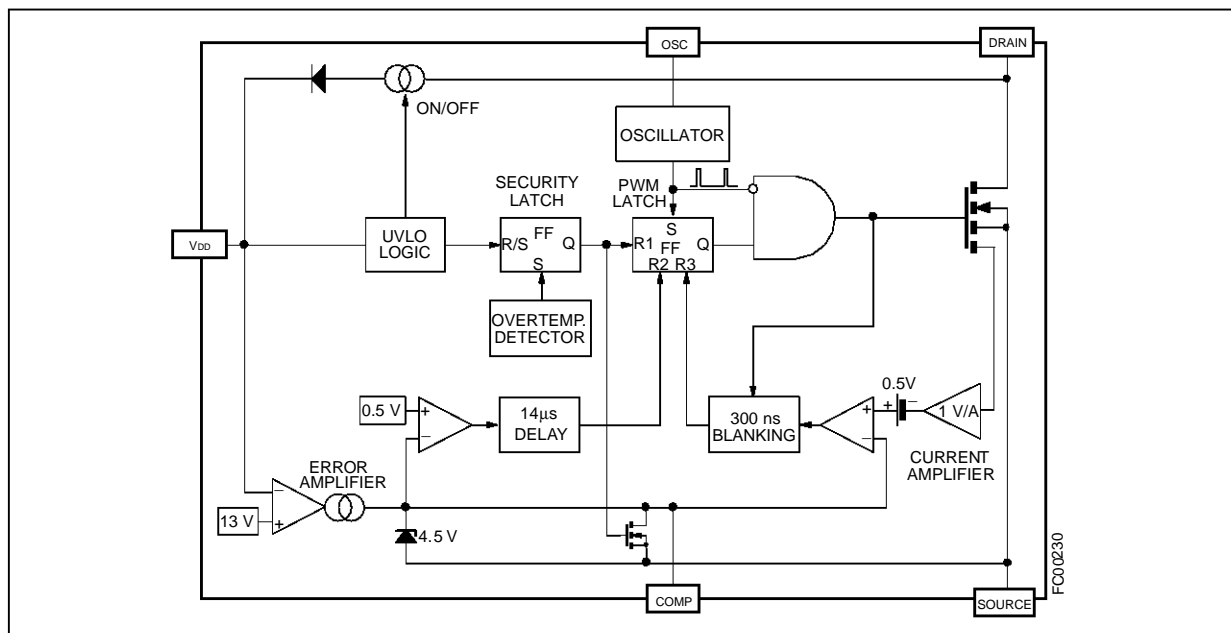 OSC
DRAIN
ON/OFF
OSCILLATOR
SECURITY
LATCH
PWM
LATCH
VDD
UVLO
LOGIC
R/S
FF
Q
S
R1
S
FF
Q
R2 R3
OVERTEMP.
DETECTOR
0.5 V
+
−
14µs
DELAY
300 ns
BLANKING
+
−
0.5V
+
−
1 V/A
CURRENT
AMPLIFIER
ERROR
AMPLIFIER
13 V
−
+
4.5 V
COMP
SOURCE
FC00230